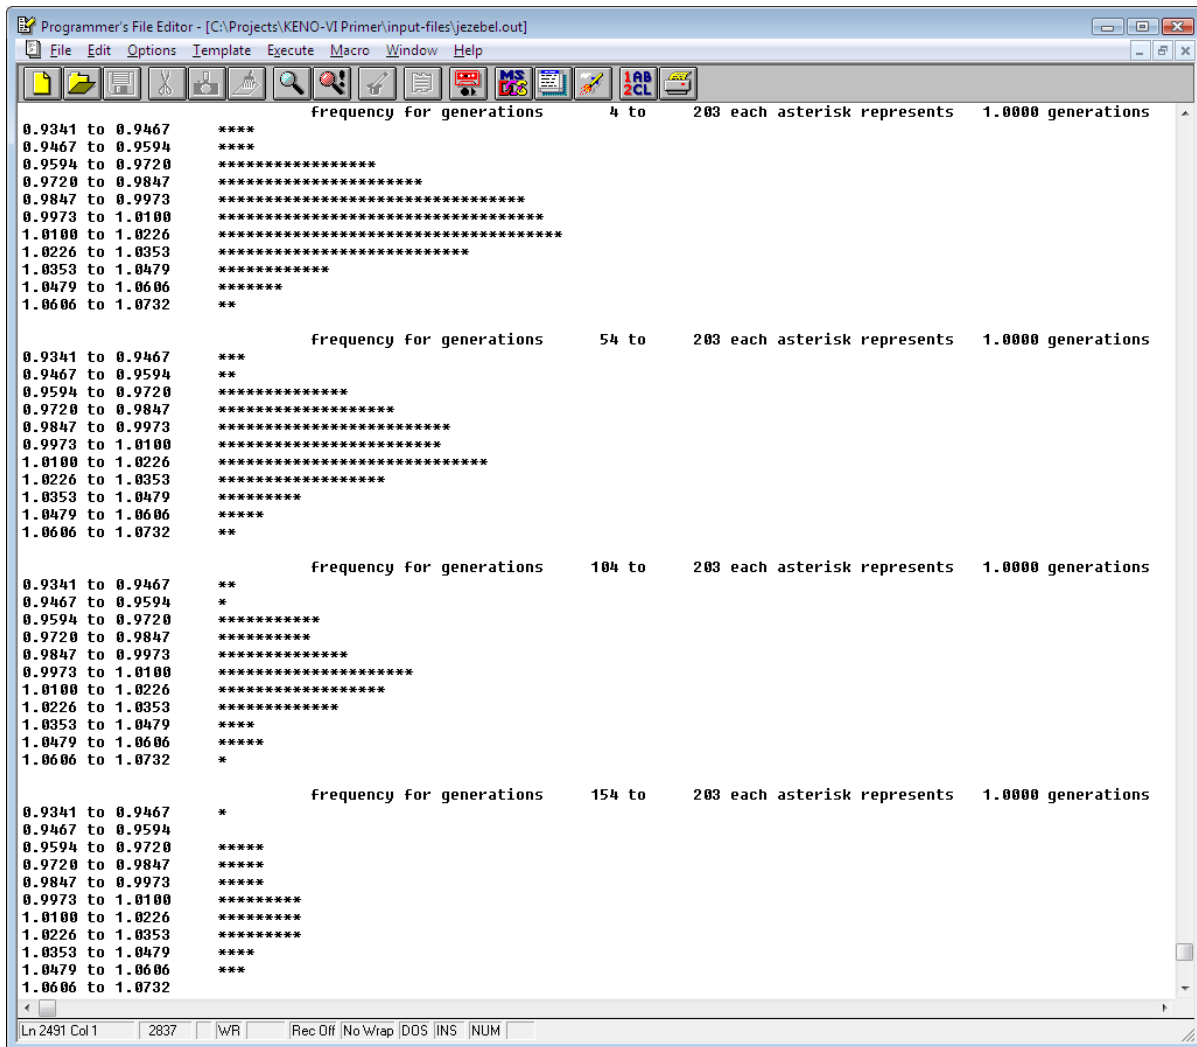 Programmer's File Editor - [C:\Projects\KENO-VI Primer\input-files\jezebel.out]
File Edit Options Template Execute Macro Window Help
MS DOS 1AB 2CL
frequency for generations 4 to 203 each asterisk represents 1.0000 generations
0.9341 to 0.9467 ****
0.9467 to 0.9594 ****
0.9594 to 0.9720 *****************
0.9720 to 0.9847 **********************
0.9847 to 0.9973 *********************************
0.9973 to 1.0100 ***********************************
1.0100 to 1.0226 *************************************
1.0226 to 1.0353 ***************************
1.0353 to 1.0479 ************
1.0479 to 1.0606 *******
1.0606 to 1.0732 **
frequency for generations 54 to 203 each asterisk represents 1.0000 generations
0.9341 to 0.9467 ***
0.9467 to 0.9594 **
0.9594 to 0.9720 **************
0.9720 to 0.9847 *******************
0.9847 to 0.9973 *************************
0.9973 to 1.0100 ************************
1.0100 to 1.0226 *****************************
1.0226 to 1.0353 ******************
1.0353 to 1.0479 *********
1.0479 to 1.0606 *****
1.0606 to 1.0732 **
frequency for generations 104 to 203 each asterisk represents 1.0000 generations
0.9341 to 0.9467 **
0.9467 to 0.9594 *
0.9594 to 0.9720 ***********
0.9720 to 0.9847 **********
0.9847 to 0.9973 **************
0.9973 to 1.0100 *********************
1.0100 to 1.0226 ******************
1.0226 to 1.0353 *************
1.0353 to 1.0479 ****
1.0479 to 1.0606 *****
1.0606 to 1.0732 *
frequency for generations 154 to 203 each asterisk represents 1.0000 generations
0.9341 to 0.9467 *
0.9467 to 0.9594
0.9594 to 0.9720 *****
0.9720 to 0.9847 *****
0.9847 to 0.9973 *****
0.9973 to 1.0100 *********
1.0100 to 1.0226 *********
1.0226 to 1.0353 *********
1.0353 to 1.0479 ****
1.0479 to 1.0606 ***
1.0606 to 1.0732
Ln 2491 Col 1 2837 WR Rec Off No Wrap DOS INS NUM